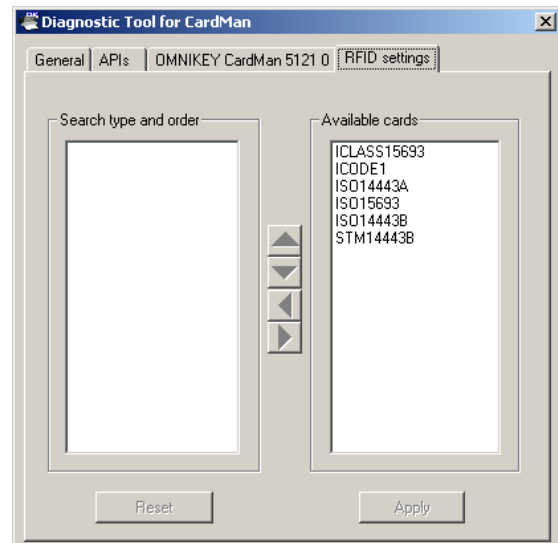 Diagnostic Tool for CardMan
General APIs OMNIKEY CardMan 5121 0 RFID settings
Search type and order
Available cards
ICLASS15693
ICODE1
ISO14443A
ISO15693
ISO14443B
STM14443B
Reset Apply